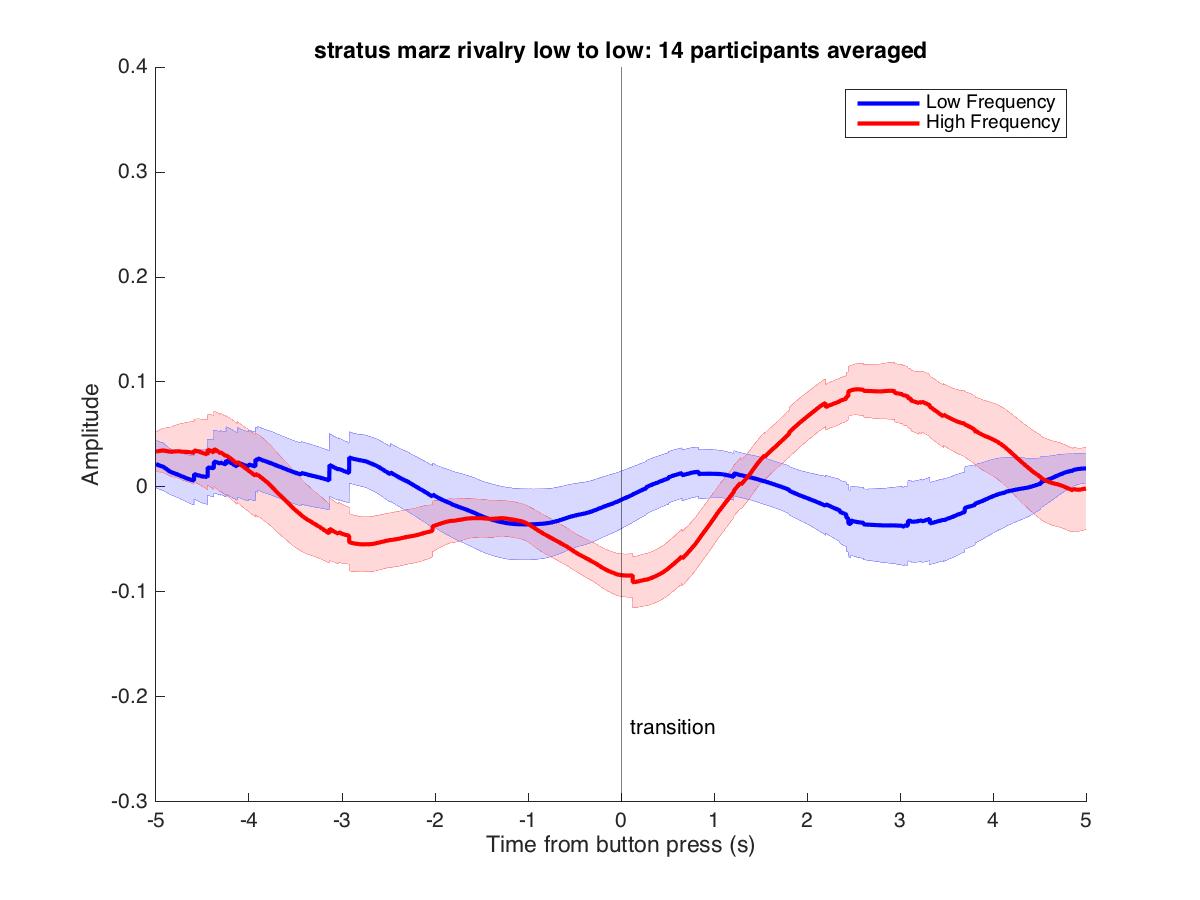 stratus marz rivalry low to low: 14 participants averaged
Low Frequency
High Frequency
0.4
0.3
0.2
0.1
0
-0.1
-0.2
-0.3
Amplitude
transition
-5 -4 -3 -2 -1 0 1 2 3 4 5
Time from button press (s)